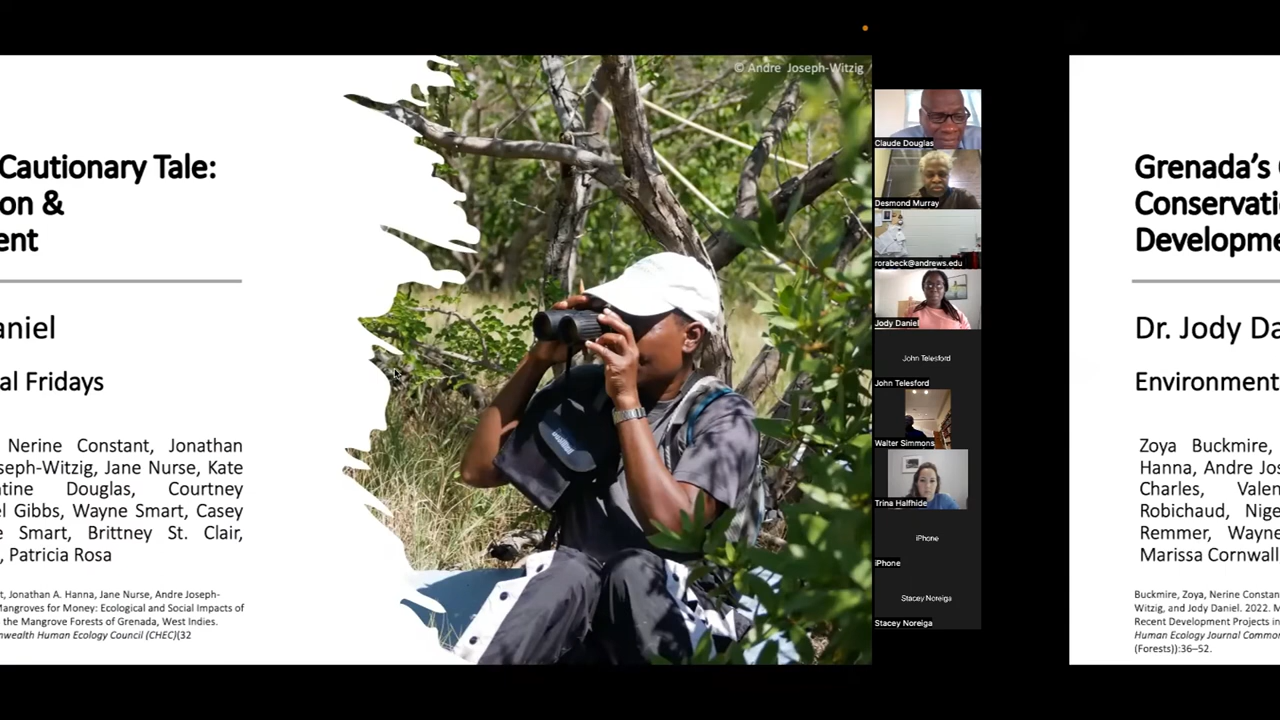 © Andre Joseph-Witzig
Cautionary Tale:
on &
ent
aniel
al Fridays
Nerine Constant, Jonathan
seph-Witzig, Jane Nurse, Kate
ntine Douglas, Courtney
el Gibbs, Wayne Smart, Casey
e Smart, Brittney St. Clair,
, Patricia Rosa
t, Jonathan A. Hanna, Jane Nurse, Andre Joseph-
Mangroves for Money: Ecological and Social Impacts of
the Mangrove Forests of Grenada, West Indies.
nwealth Human Ecology Council (CHEC)(32
Claude Douglas
Desmond Murray
rorabeck@andrews.edu
Jody Daniel
John Telesford
John Telesford
Walter Simmons
Trina Halfhide
iPhone
iPhone
Stacey Noreiga
Stacey Noreiga
Grenada’s
Conservati
Developme
Dr. Jody Da
Environment
Zoya Buckmire,
Hanna, Andre Jos
Charles, Valen
Robichaud, Nige
Remmer, Wayne
Marissa Cornwall
Buckmire, Zoya, Nerine Constan
Witzig, and Jody Daniel. 2022. M
Recent Development Projects in
Human Ecology Journal Common
(Forests)):36–52.